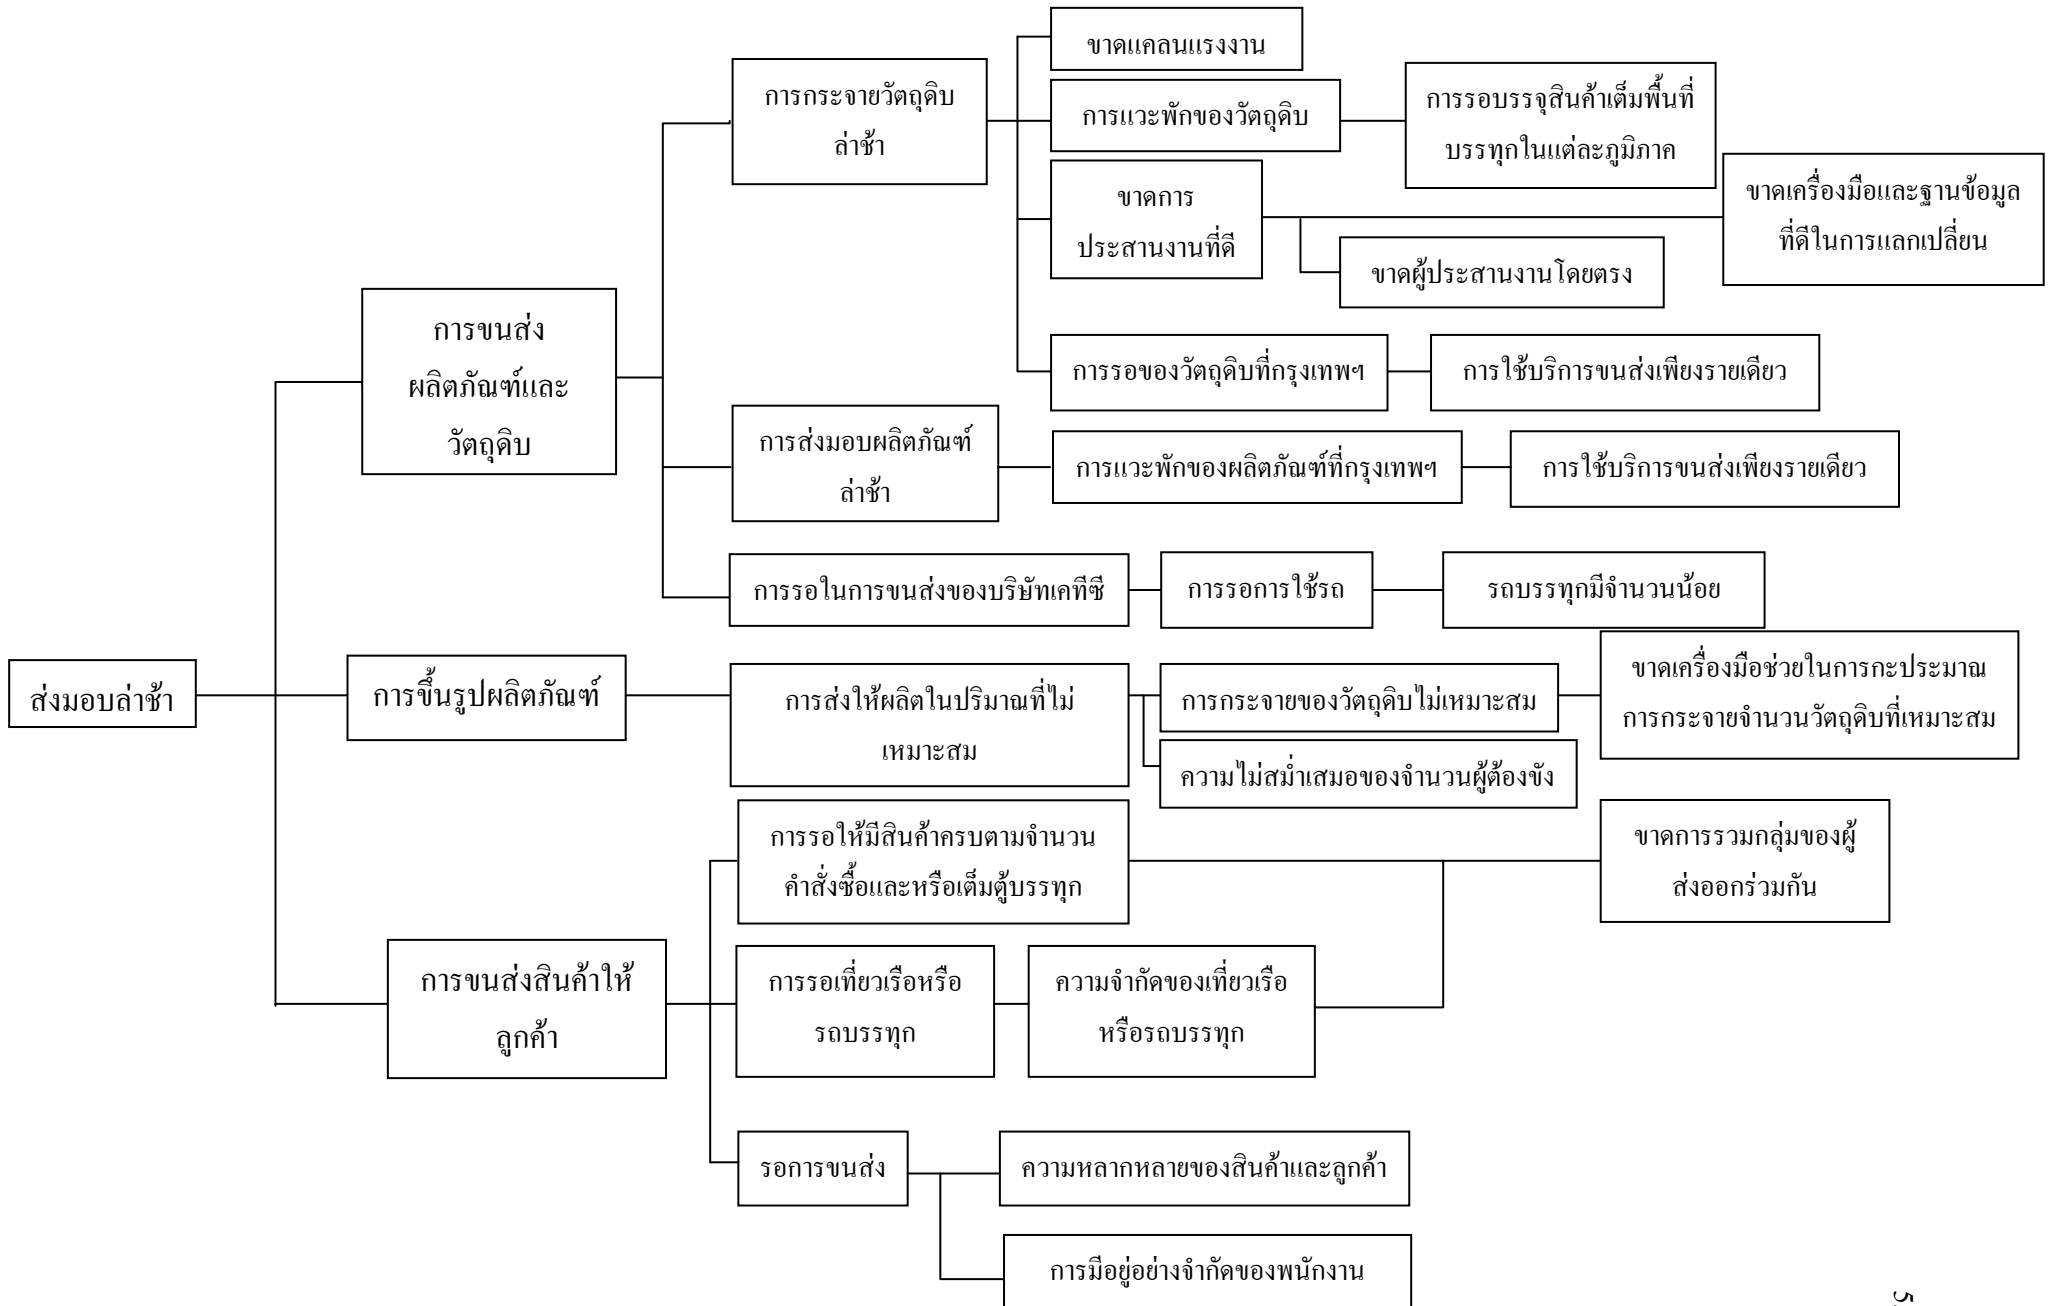 ขาดแคลนแรงงาน
การกระจายวัตถุดิบ
ล่าช้า
การแวะพักของวัตถุดิบ
การรอบรรจุสินค้าเต็มพื้นที่
บรรทุกในแต่ละภูมิภาค
ขาดการ
ประสานงานที่ดี
ขาดเครื่องมือและฐานข้อมูล
ที่ดีในการแลกเปลี่ยน
ขาดผู้ประสานงานโดยตรง
การขนส่ง
ผลิตภัณฑ์และ
วัตถุดิบ
การรอของวัตถุดิบที่กรุงเทพฯ
การใช้บริการขนส่งเพียงรายเดียว
การส่งมอบผลิตภัณฑ์
ล่าช้า
การแวะพักของผลิตภัณฑ์ที่กรุงเทพฯ
การใช้บริการขนส่งเพียงรายเดียว
การรอในการขนส่งของบริษัทเคทีซี
การรอการใช้รถ
รถบรรทุกมีจำนวนน้อย
ส่งมอบล่าช้า
การขึ้นรูปผลิตภัณฑ์
การส่งให้ผลิตในปริมาณที่ไม่
เหมาะสม
การกระจายของวัตถุดิบไม่เหมาะสม
ขาดเครื่องมือช่วยในการกะประมาณ
การกระจายจำนวนวัตถุดิบที่เหมาะสม
ความไม่สม่ำเสมอของจำนวนผู้ต้องขัง
การรอให้มีสินค้าครบตามจำนวน
คำสั่งซื้อและหรือเต็มตู้บรรทุก
ขาดการรวมกลุ่มของผู้
ส่งออกร่วมกัน
การขนส่งสินค้าให้
ลูกค้า
การรอเที่ยวเรือหรือ
รถบรรทุก
ความจำกัดของเที่ยวเรือ
หรือรถบรรทุก
รอการขนส่ง
ความหลากหลายของสินค้าและลูกค้า
การมีอยู่อย่างจำกัดของพนักงาน